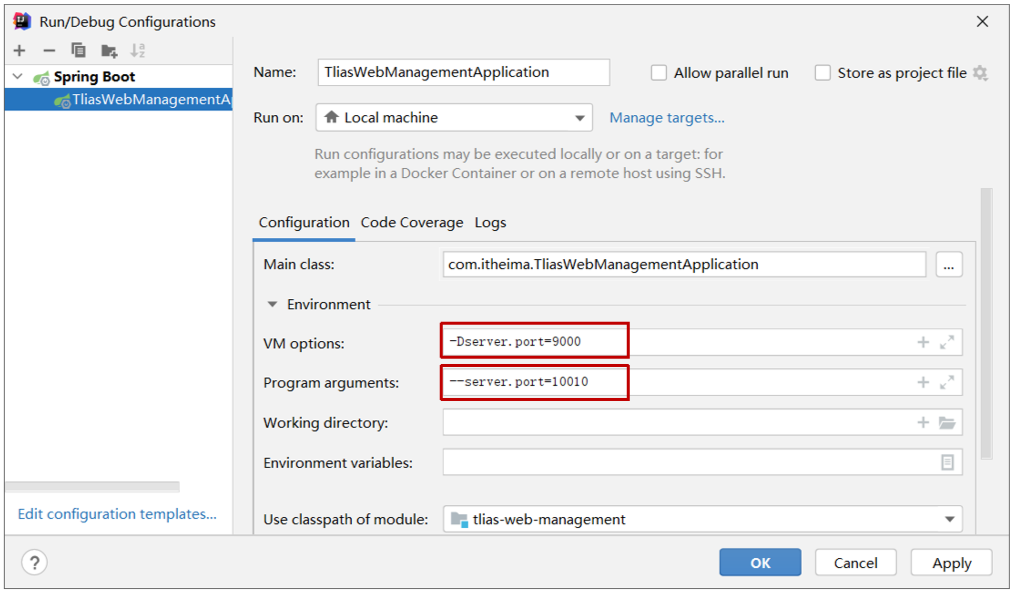 Run/Debug Configurations
Spring Boot
TliasWebManagementA
Edit configuration templates...
Name: TliasWebManagementApplication Allow parallel run Store as project file
Run on: Local machine Manage targets...
Run configurations may be executed locally or on a target: for
example in a Docker Container or on a remote host using SSH.
Configuration Code Coverage Logs
Main class: com.itheima.TliasWebManagementApplication ...
Environment
VM options: -Dserver.port=9000
Program arguments: --server.port=10010
Working directory:
Environment variables:
Use classpath of module: tlias-web-management
? OK Cancel Apply